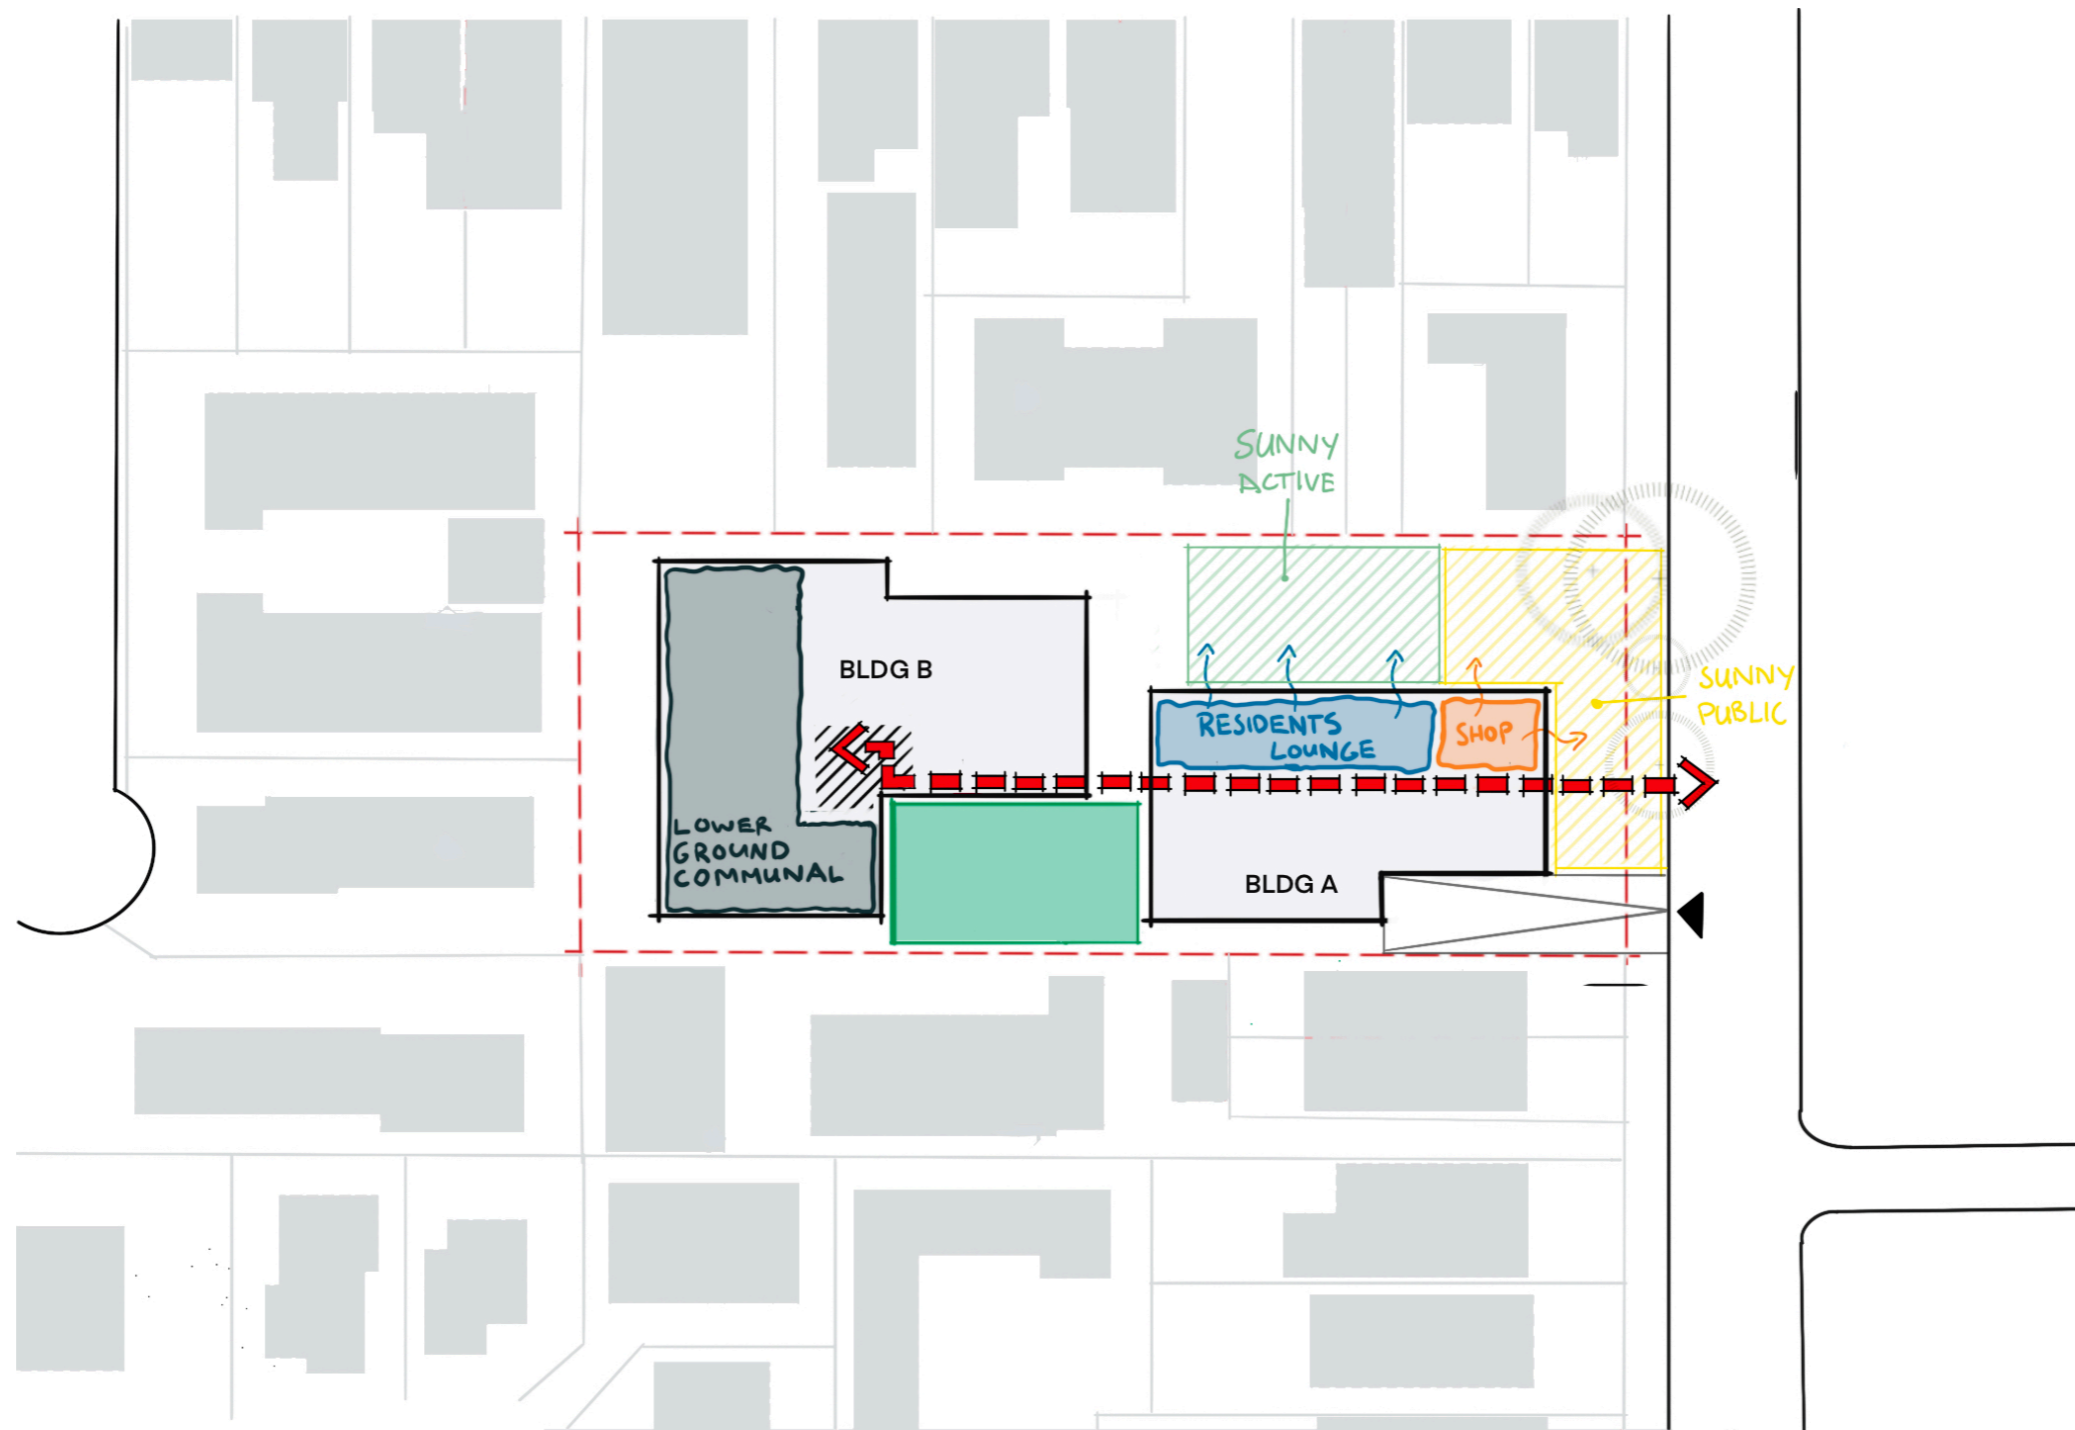 SUNNY
ACTIVE
BLDG B
SUNNY
PUBLIC
RESIDENTS
LOUNGE
SHOP
LOWER
GROUND
COMMUNAL
BLDG A